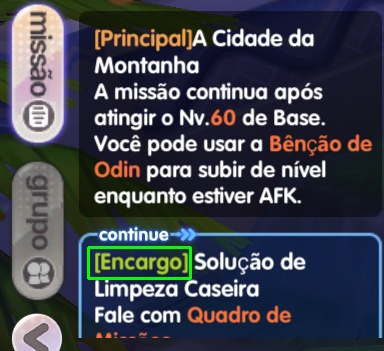 missão
grupo
[Principal]A Cidade da
Montanha
A missão continua após
atingir o Nv.60 de Base.
Você pode usar a Bênção de
Odin para subir de nível
enquanto estiver AFK.
continue
[Encargo] Solução de
Limpeza Caseira
Fale com Quadro de
Missões